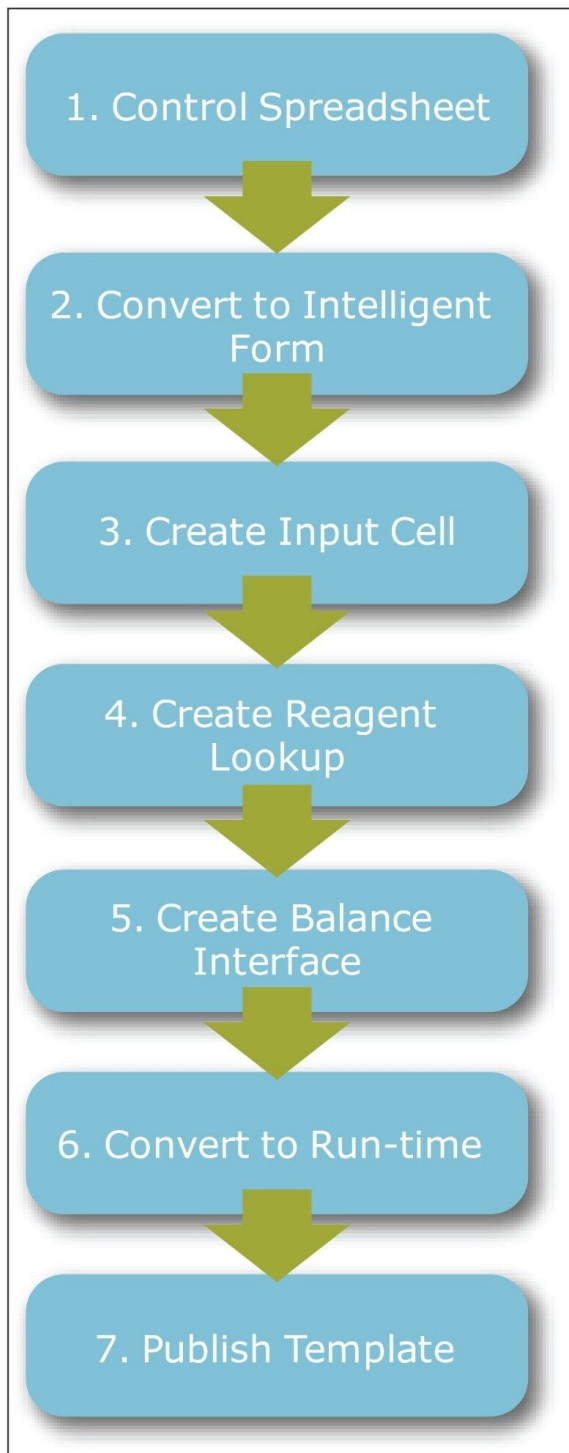 1. Control Spreadsheet
2. Convert to Intelligent
Form
3. Create Input Cell
4. Create Reagent
Lookup
5. Create Balance
Interface
6. Convert to Run-time
7. Publish Template